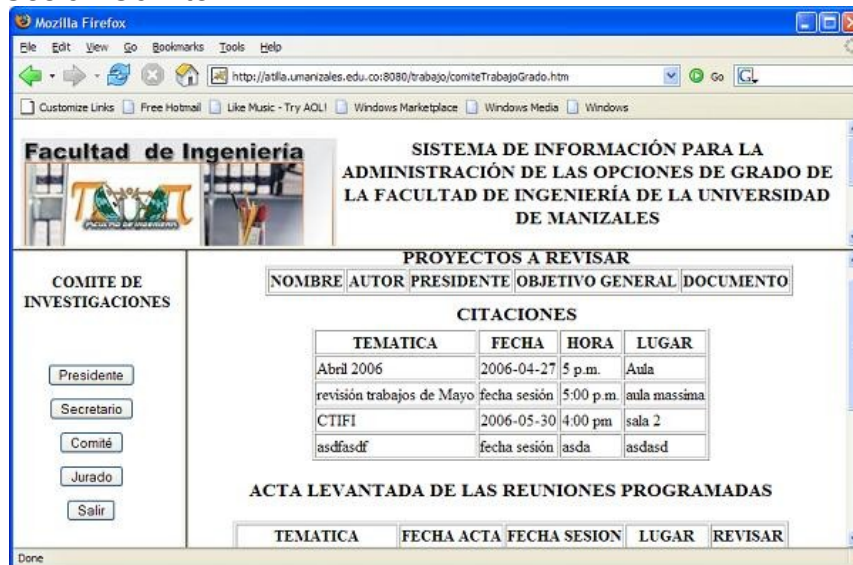 Mozilla Firefox
File Edit View Go Bookmarks Tools Help
http://atilla.umanizales.edu.co:8080/trabajo/comiteTrabajoGrado.htm Go
Customize Links Free Hotmail Like Music - Try AOL! Windows Marketplace Windows Media Windows
Facultad de Ingeniería
FACULTAD DE INGENIERIA
SISTEMA DE INFORMACIÓN PARA LA
ADMINISTRACIÓN DE LAS OPCIONES DE GRADO DE
LA FACULTAD DE INGENIERÍA DE LA UNIVERSIDAD
DE MANIZALES
COMITE DE
INVESTIGACIONES
Presidente
Secretario
Comité
Jurado
Salir
PROYECTOS A REVISAR
NOMBRE AUTOR PRESIDENTE OBJETIVO GENERAL DOCUMENTO
CITACIONES
TEMATICA FECHA HORA LUGAR
Abril 2006 2006-04-27 5 p.m. Aula
revisión trabajos de Mayo fecha sesión 5:00 p.m. aula massima
CTIFI 2006-05-30 4:00 pm sala 2
asdfasdf fecha sesión asda asdasd
ACTA LEVANTADA DE LAS REUNIONES PROGRAMADAS
TEMATICA FECHA ACTA FECHA SESION LUGAR REVISAR
Done